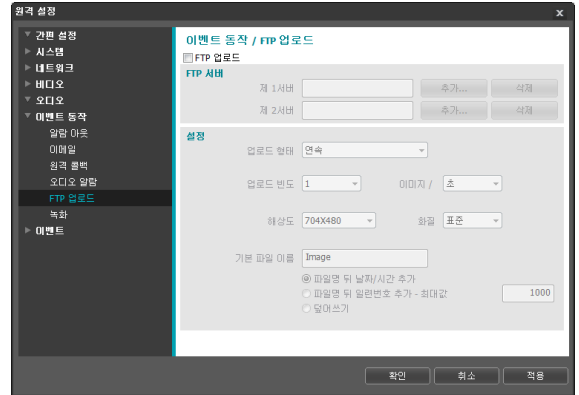 원격 설정
x
간편 설정
시스템
네트워크
비디오
오디오
이벤트 동작
알람 아웃
이메일
원격 콜백
오디오 알람
FTP 업로드
녹화
이벤트
이벤트 동작 / FTP 업로드
FTP 업로드
FTP 서버
제 1서버 추가... 삭제
제 2서버 추가... 삭제
설정
업로드 형태 연속
업로드 빈도 1 이미지 / 초
해상도 704X480 화질 표준
기본 파일 이름 Image
파일명 뒤 날짜/시간 추가
파일명 뒤 일련번호 추가 - 최대값 1000
덮어쓰기
확인 취소 적용